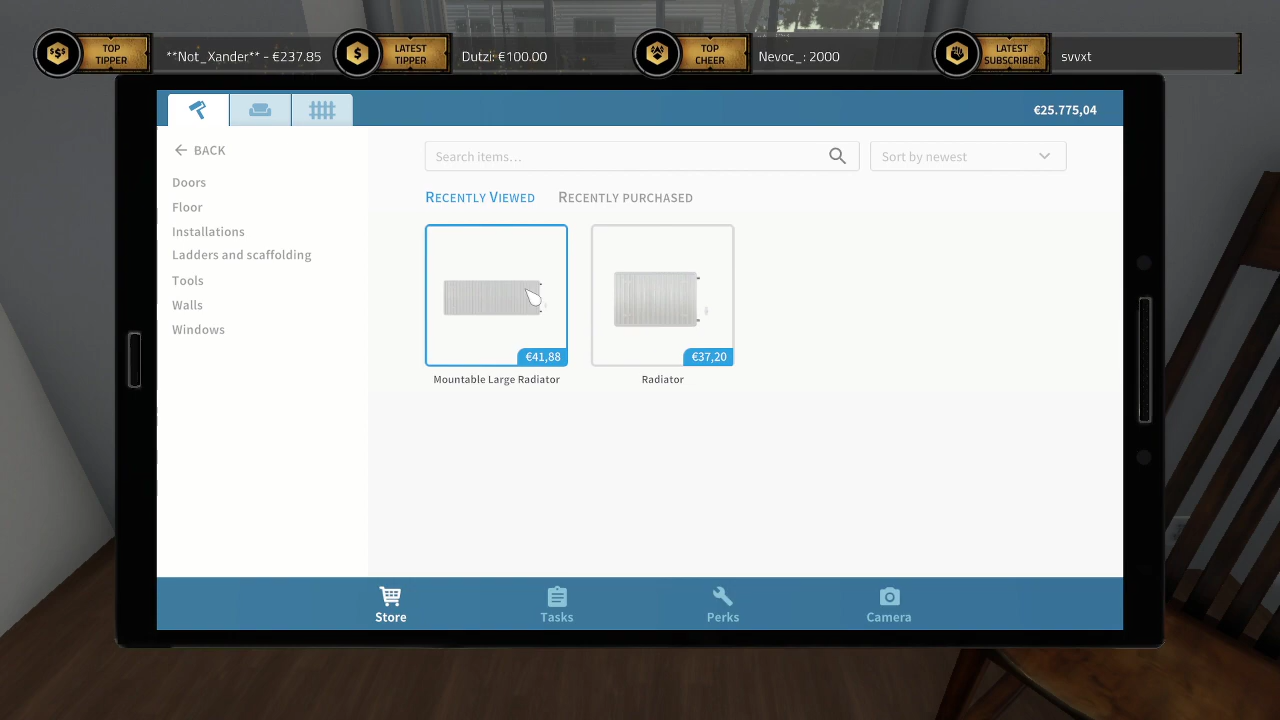 TOP TIPPER
**Not_Xander** - €237.85
LATEST TIPPER
Dutzi: €100.00
TOP CHEER
Nevoc_: 2000
LATEST SUBSCRIBER
svvxt
€25.775,04
BACK
Doors
Floor
Installations
Ladders and scaffolding
Tools
Walls
Windows
Search items...
Sort by newest
RECENTLY VIEWED
RECENTLY PURCHASED
€41,88
Mountable Large Radiator
€37,20
Radiator
Store
Tasks
Perks
Camera